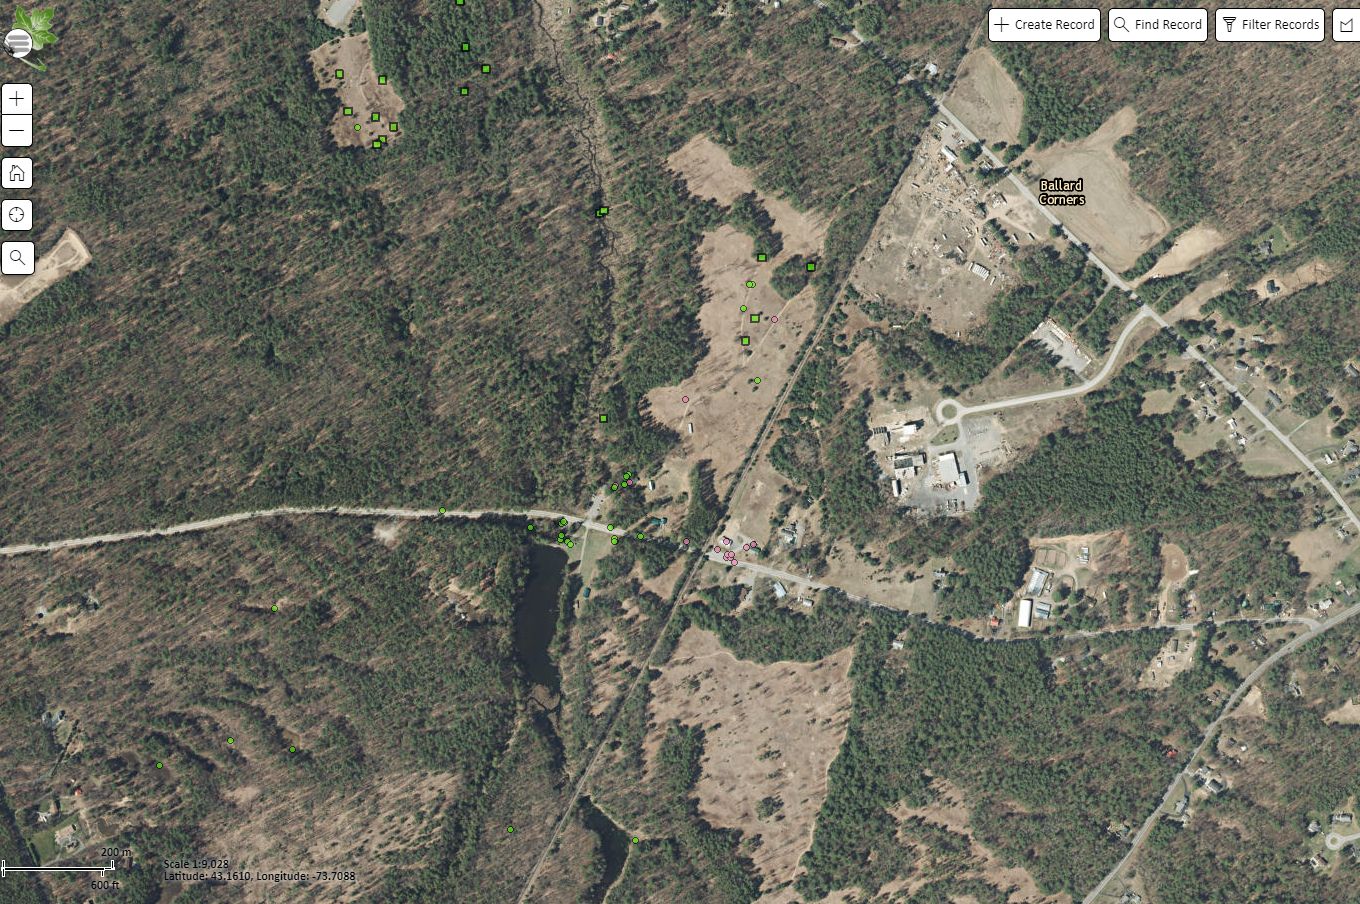 Create Record
Find Record
Filter Records
Ballard
Corners
200 m
600 ft
Scale 1:9,028
Latitude: 43.1610, Longitude: -73.7088